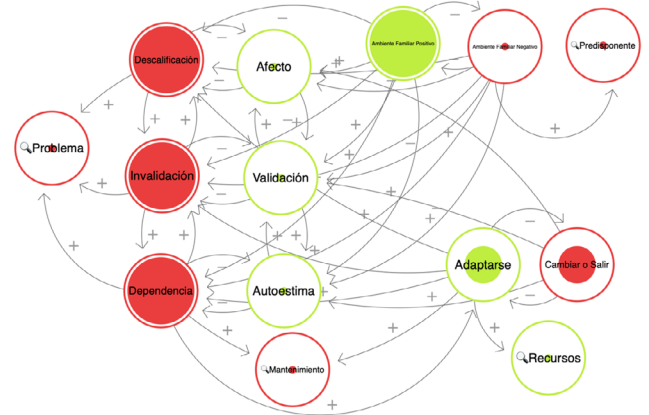 Descalificación
Afecto
Ambiente Familiar Positivo
Ambiente Familiar Negativo
Predisponente
Problema
Invalidación
Validación
Dependencia
Autoestima
Adaptarse
Cambiar o Salir
Mantenimiento
Recursos